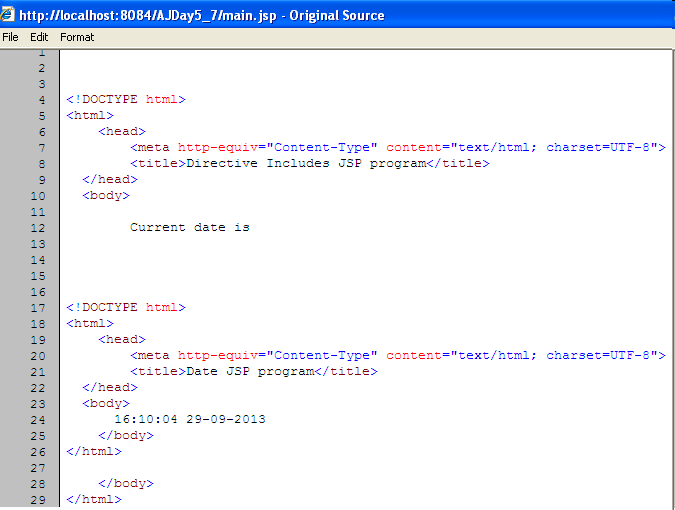 http://localhost:8084/AJDay5_7/main.jsp - Original Source
File Edit Format
1
2
3
4 <!DOCTYPE html>
5 <html>
6 <head>
7 <meta http-equiv="Content-Type" content="text/html; charset=UTF-8">
8 <title>Directive Includes JSP program</title>
9 </head>
10 <body>
11
12 Current date is
13
14
15
16
17 <!DOCTYPE html>
18 <html>
19 <head>
20 <meta http-equiv="Content-Type" content="text/html; charset=UTF-8">
21 <title>Date JSP program</title>
22 </head>
23 <body>
24 16:10:04 29-09-2013
25 </body>
26 </html>
27
28 </body>
29 </html>